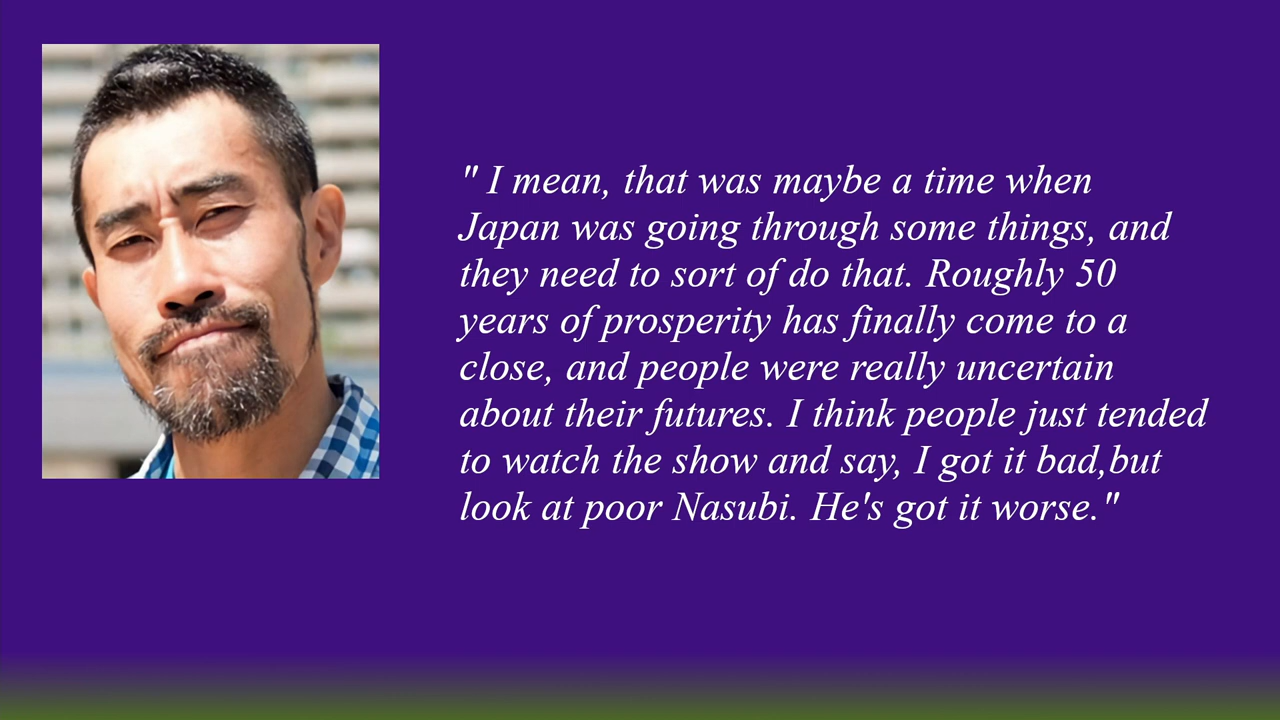 " I mean, that was maybe a time when
Japan was going through some things, and
they need to sort of do that. Roughly 50
years of prosperity has finally come to a
close, and people were really uncertain
about their futures. I think people just tended
to watch the show and say, I got it bad,but
look at poor Nasubi. He's got it worse."